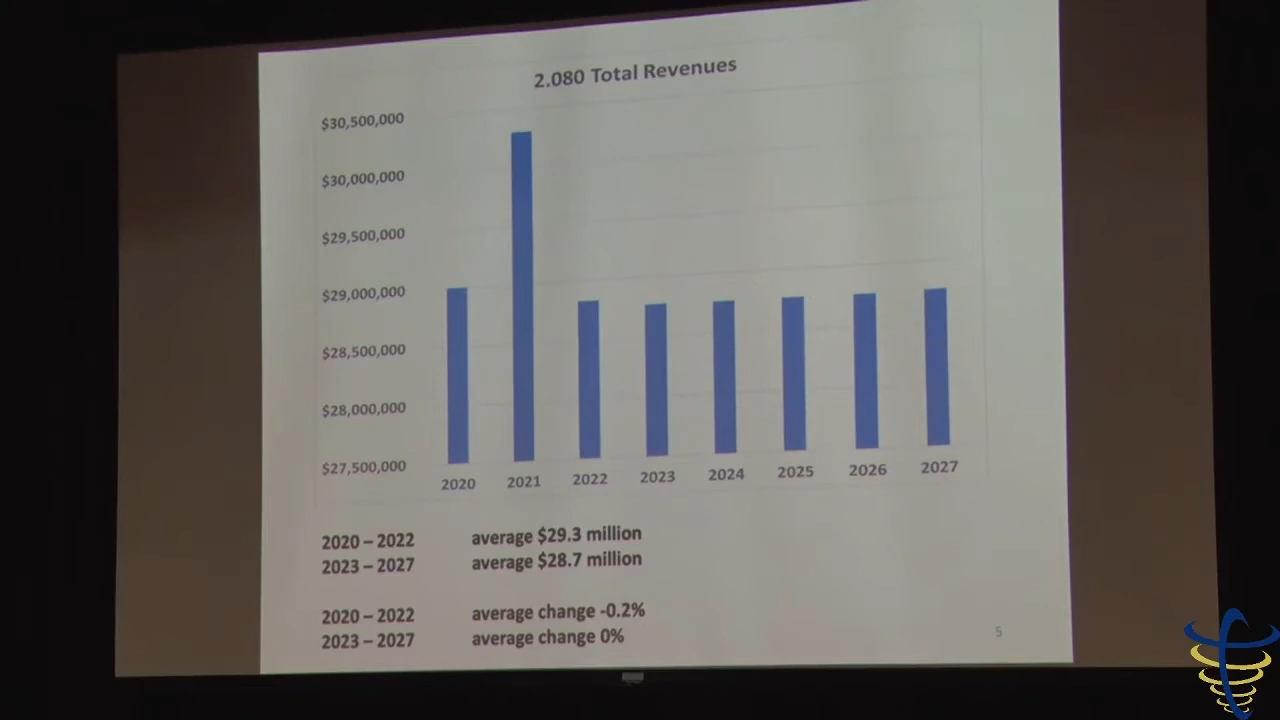 2.080 Total Revenues
$30,500,000
$30,000,000
$29,500,000
$29,000,000
$28,500,000
$28,000,000
$27,500,000
2020 2021 2022 2023 2024 2025 2026 2027
2020 – 2022 average $29.3 million
2023 – 2027 average $28.7 million
2020 – 2022 average change -0.2%
2023 – 2027 average change 0%
5